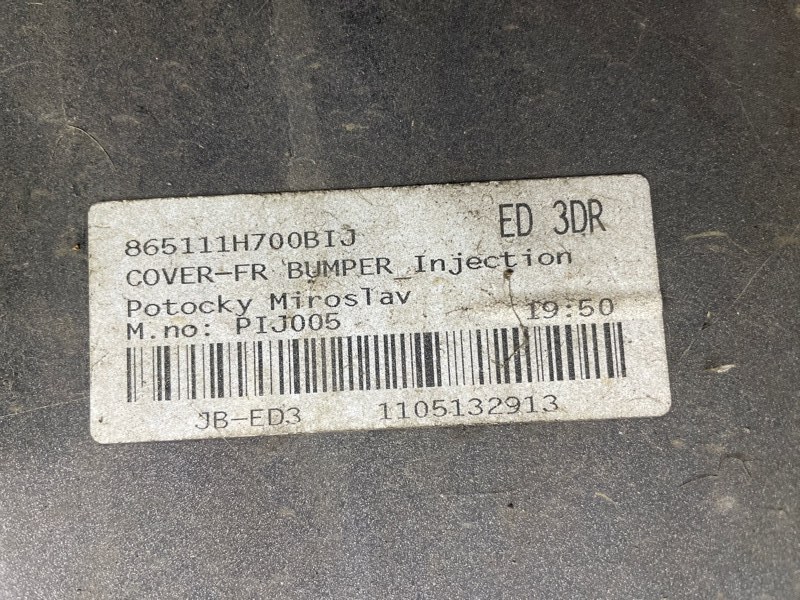 865111H700BIJ
ED 3DR
COVER-FR BUMPER_Injection
Potocky Miroslav
M.no: PIJ005
19:50
JB-ED3
1105132913